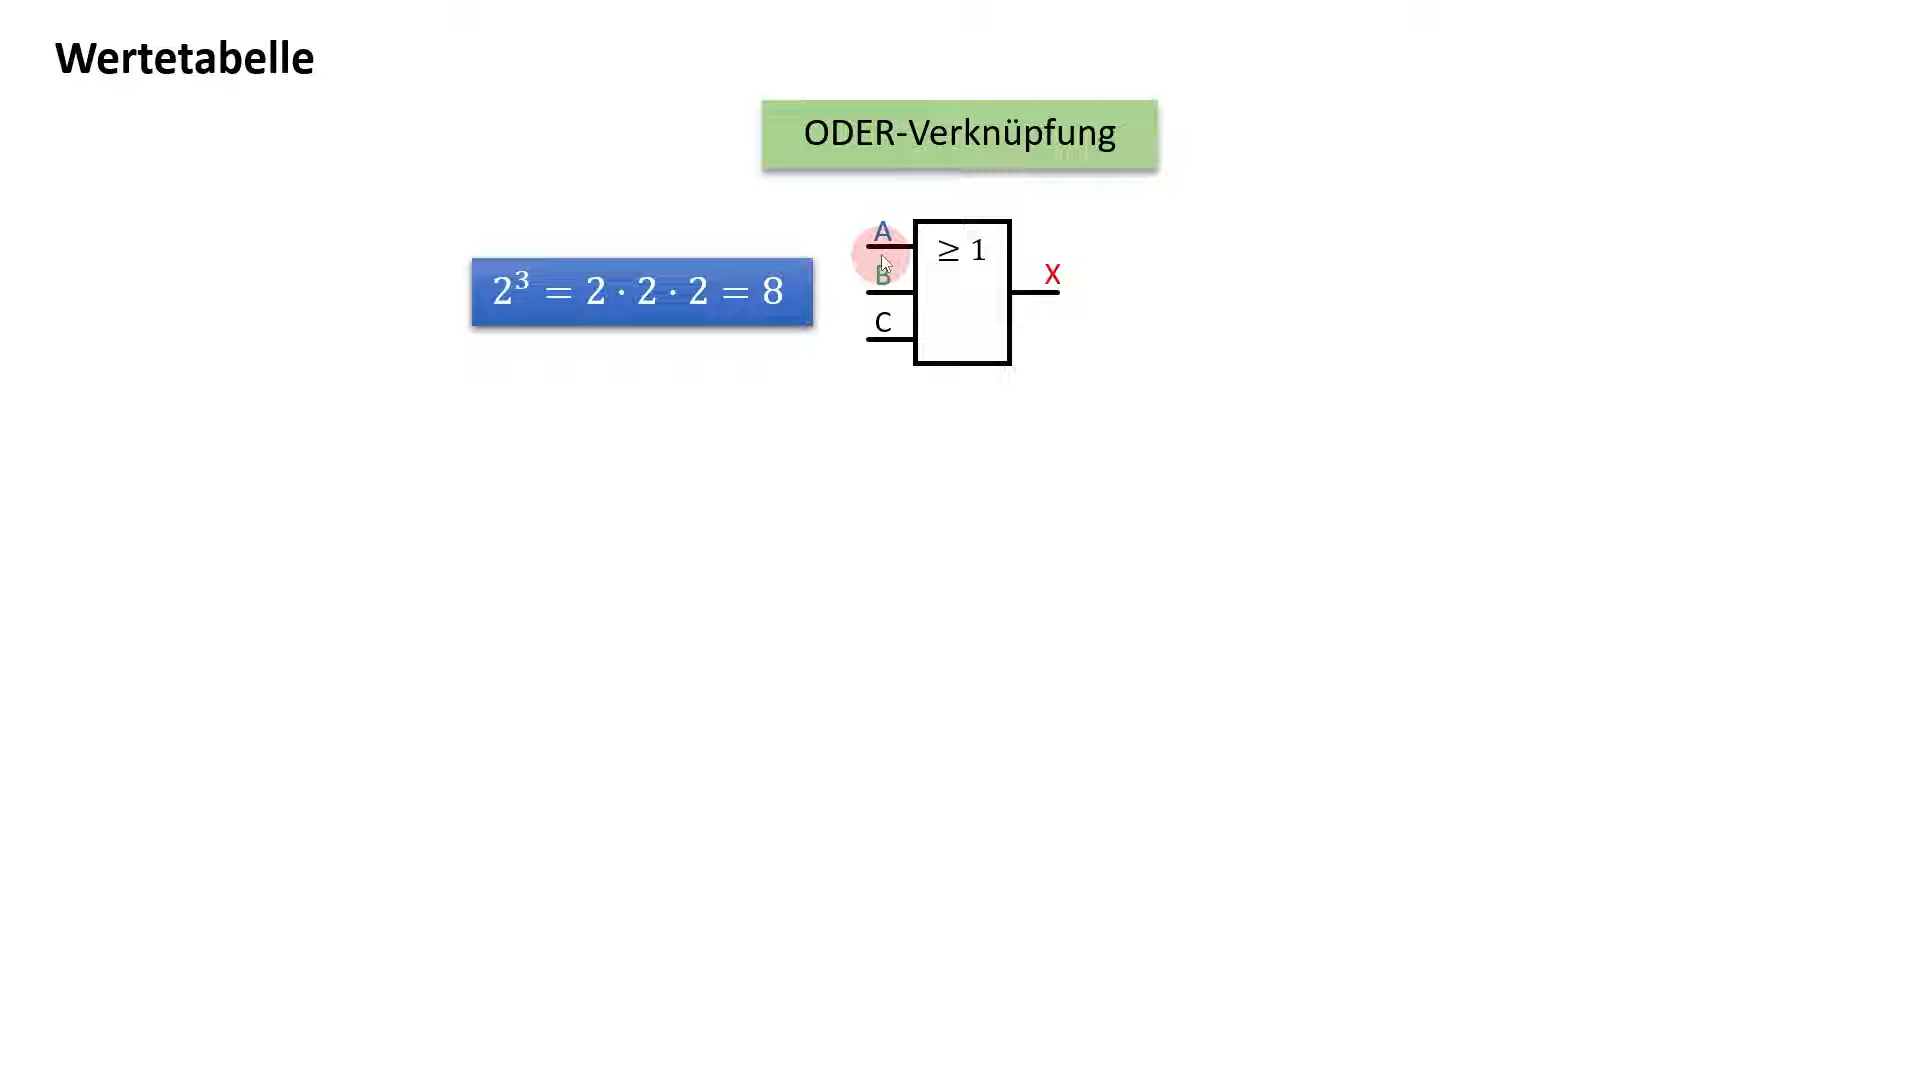 Wertetabelle
ODER-Verknüpfung
2³ = 2 · 2 · 2 = 8
A
B
C
≥ 1
X